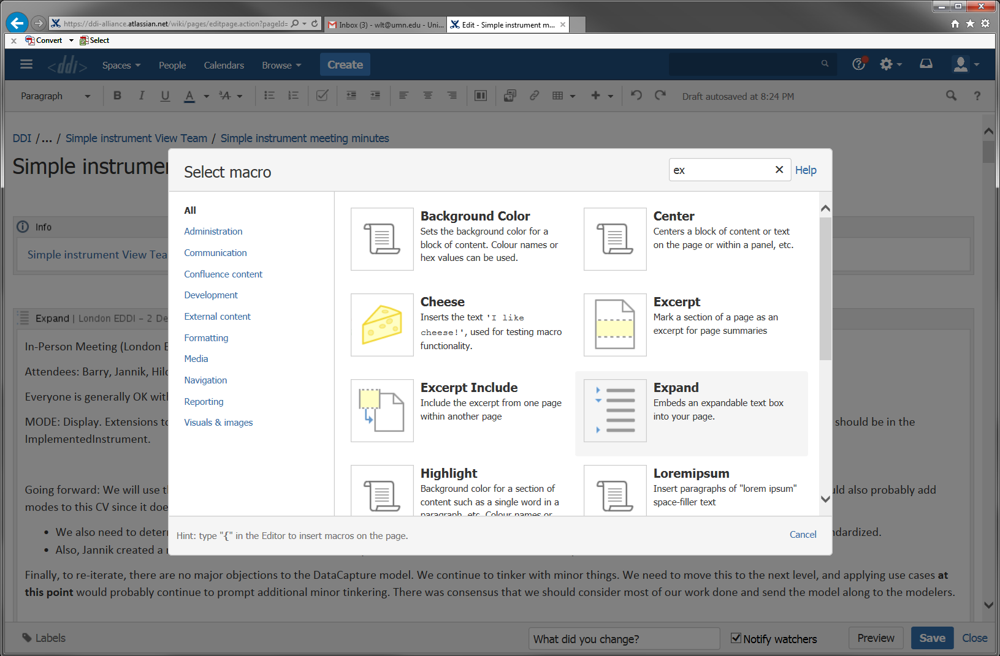 https://ddi-alliance.atlassian.net/wiki/pages/editpage.action?pageId=
Inbox (3) - wlt@umn.edu - Uni...
Edit - Simple instrument m...
x Convert Select
<ddi> Spaces People Calendars Browse Create
Paragraph B I U A Draft autosaved at 8:24 PM ?
DDI / ... / Simple instrument View Team / Simple instrument meeting minutes
Simple instrumen
Select macro
ex
Help
Info
Simple instrument View Tea
Expand | London EDDI – 2 De
In-Person Meeting (London E
Attendees: Barry, Jannik, Hild
Everyone is generally OK with
MODE: Display. Extensions to should be in the
ImplementedInstrument.
Going forward: We will use th ld also probably add
modes to this CV since it doe
• We also need to deter ndardized.
• Also, Jannik created a
Finally, to re-iterate, there are no major objections to the DataCapture model. We continue to tinker with minor things. We need to move this to the next level, and applying use cases at
this point would probably continue to prompt additional minor tinkering. There was consensus that we should consider most of our work done and send the model along to the modelers.
All
Administration
Communication
Confluence content
Development
External content
Formatting
Media
Navigation
Reporting
Visuals & images
Background Color
Sets the background color for a
block of content. Colour names or
hex values can be used.
Center
Centers a block of content or text
on the page or within a panel, etc.
Cheese
Inserts the text 'I like
cheese!', used for testing macro
functionality.
Excerpt
Mark a section of a page as an
excerpt for page summaries
Excerpt Include
Include the excerpt from one page
within another page
Expand
Embeds an expandable text box
into your page.
Highlight
Background color for a section of
content such as a single word in a
paragraph, etc. Colour names or
Loremipsum
Insert paragraphs of "lorem ipsum"
space-filler text
Hint: type "{" in the Editor to insert macros on the page.
Cancel
Labels
What did you change?
Notify watchers
Preview
Save
Close